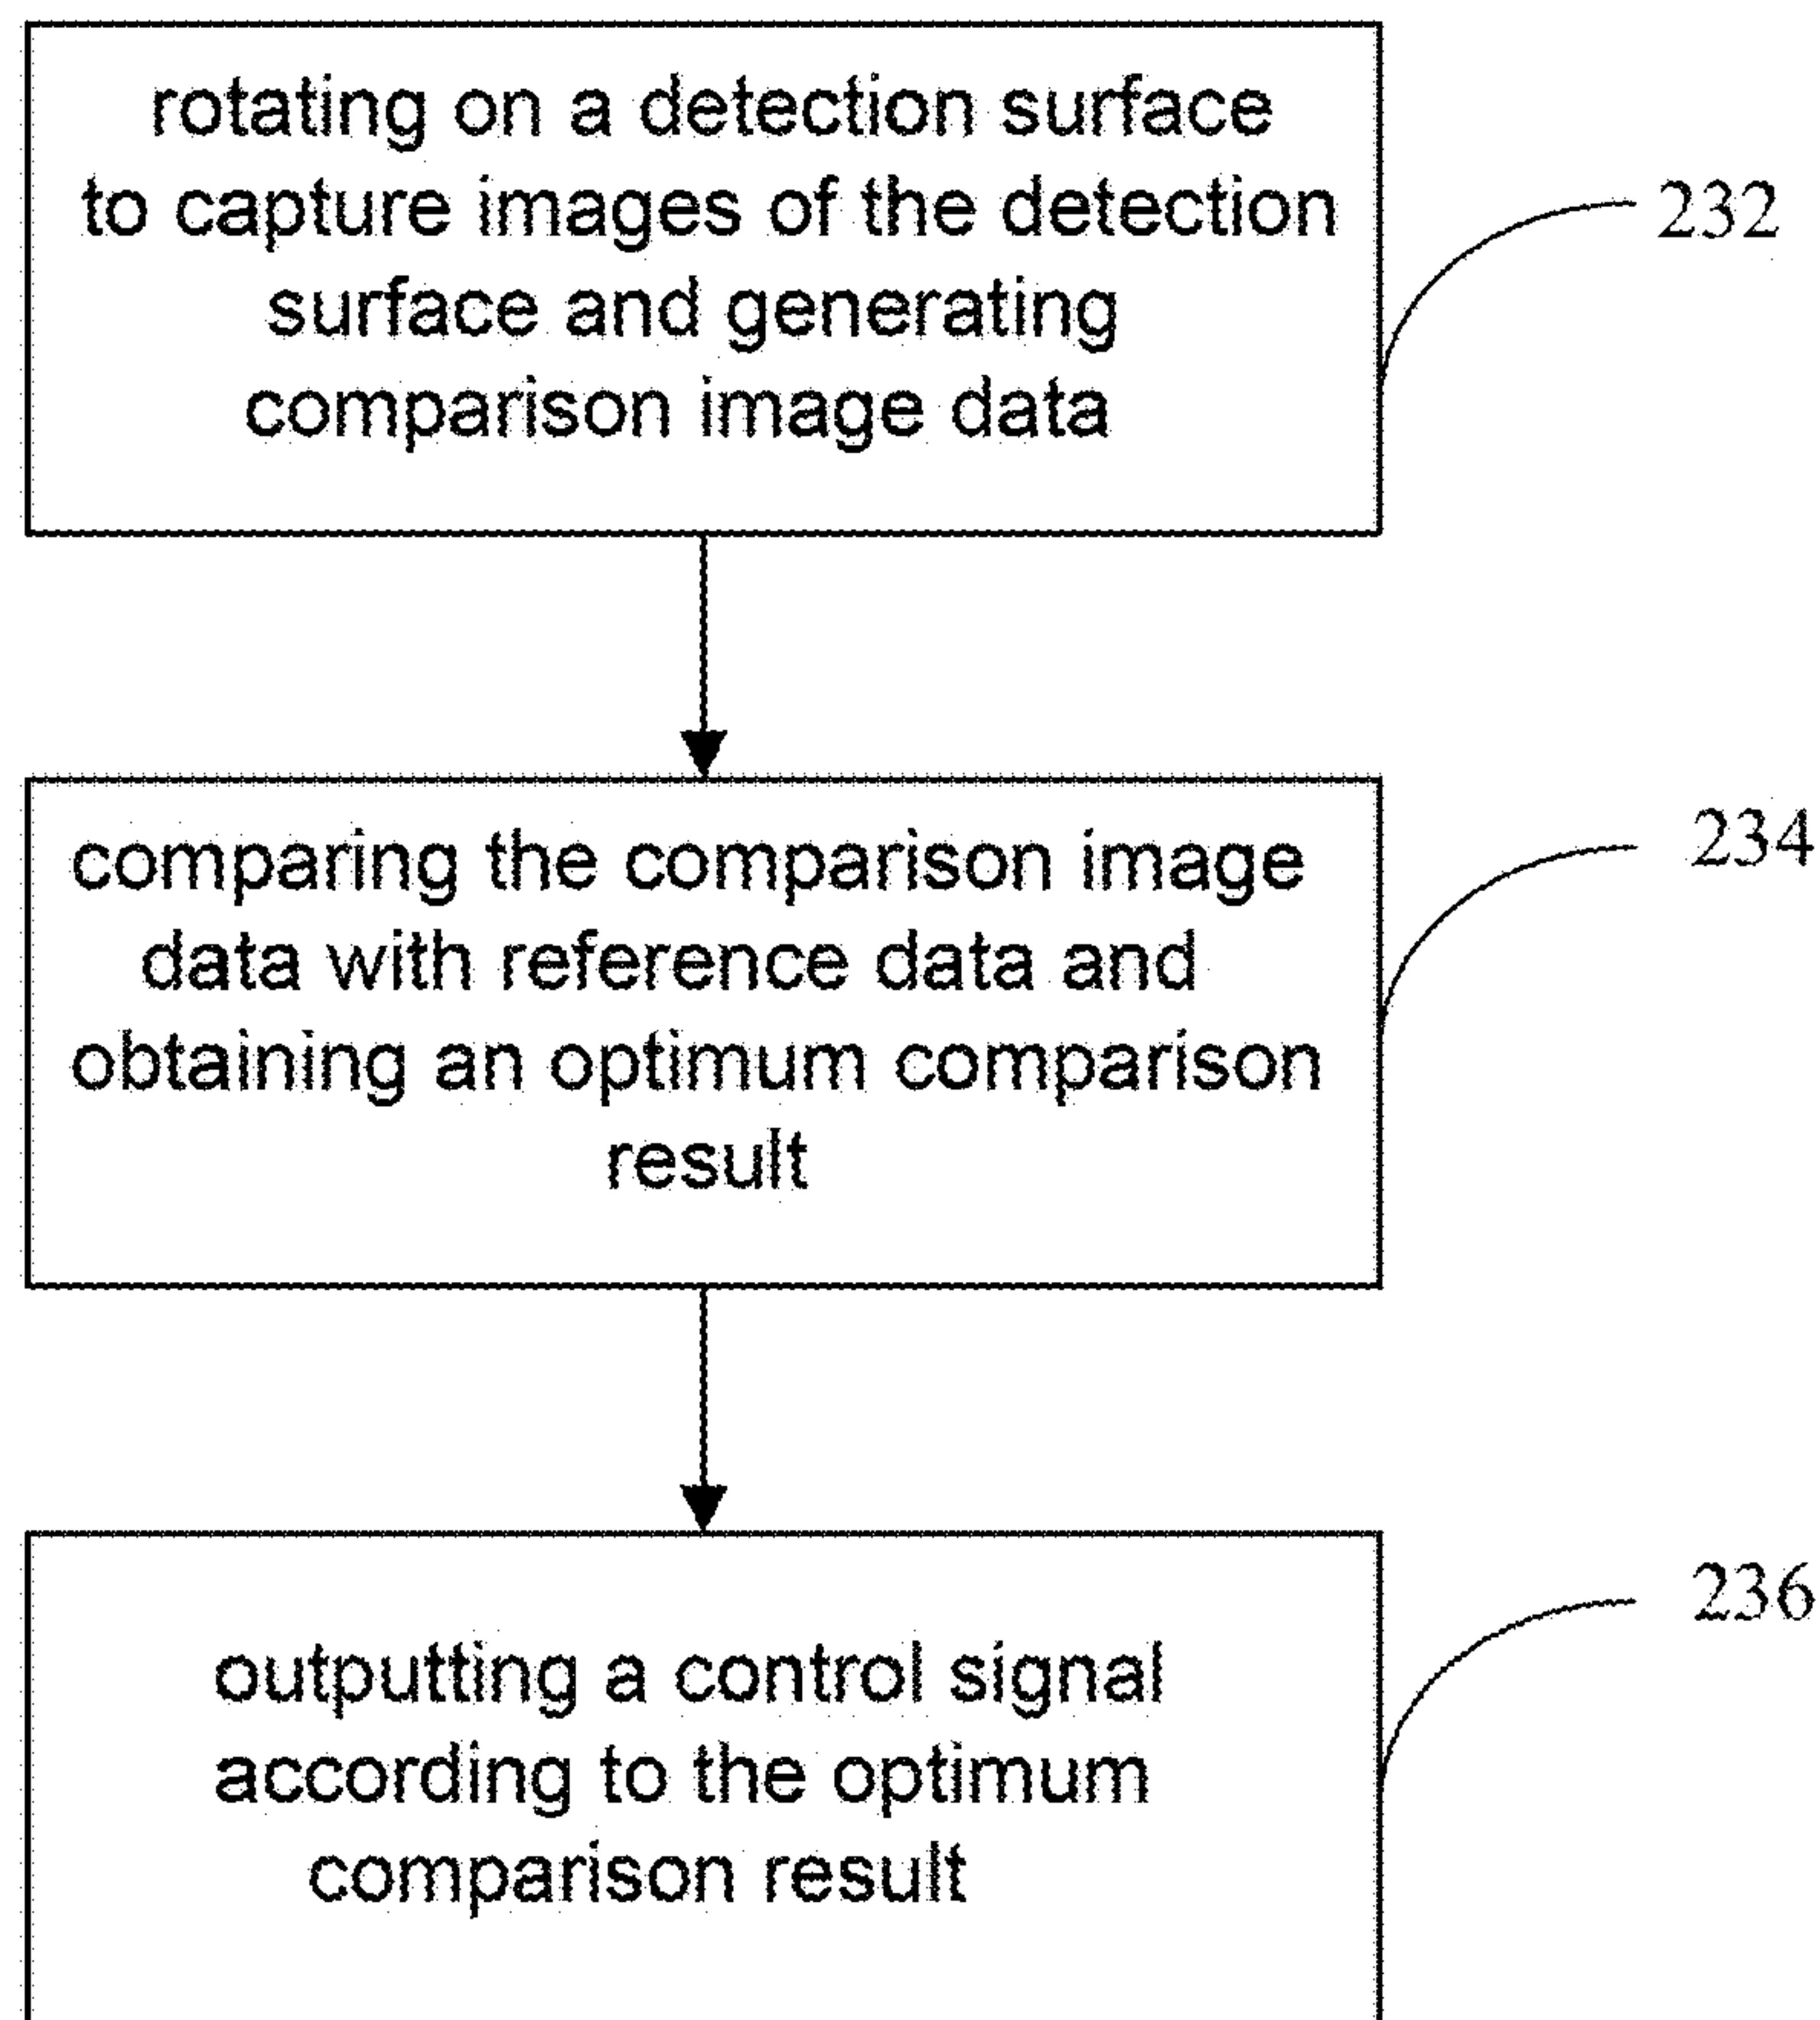 rotating on a detection surface
to capture images of the detection
surface and generating
comparison image data
232
comparing the comparison image
data with reference data and
obtaining an optimum comparison
result
234
outputting a control signal
according to the optimum
comparison result
236